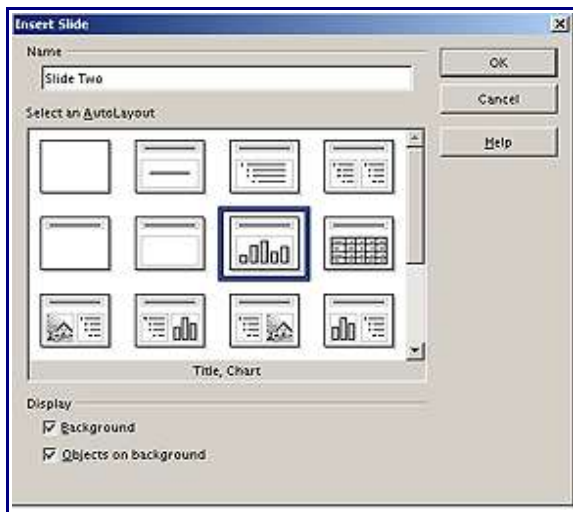 Insert Slide
Name
Slide Two
OK
Cancel
Help
Select an AutoLayout
Title, Chart
Display
Background
Objects on background